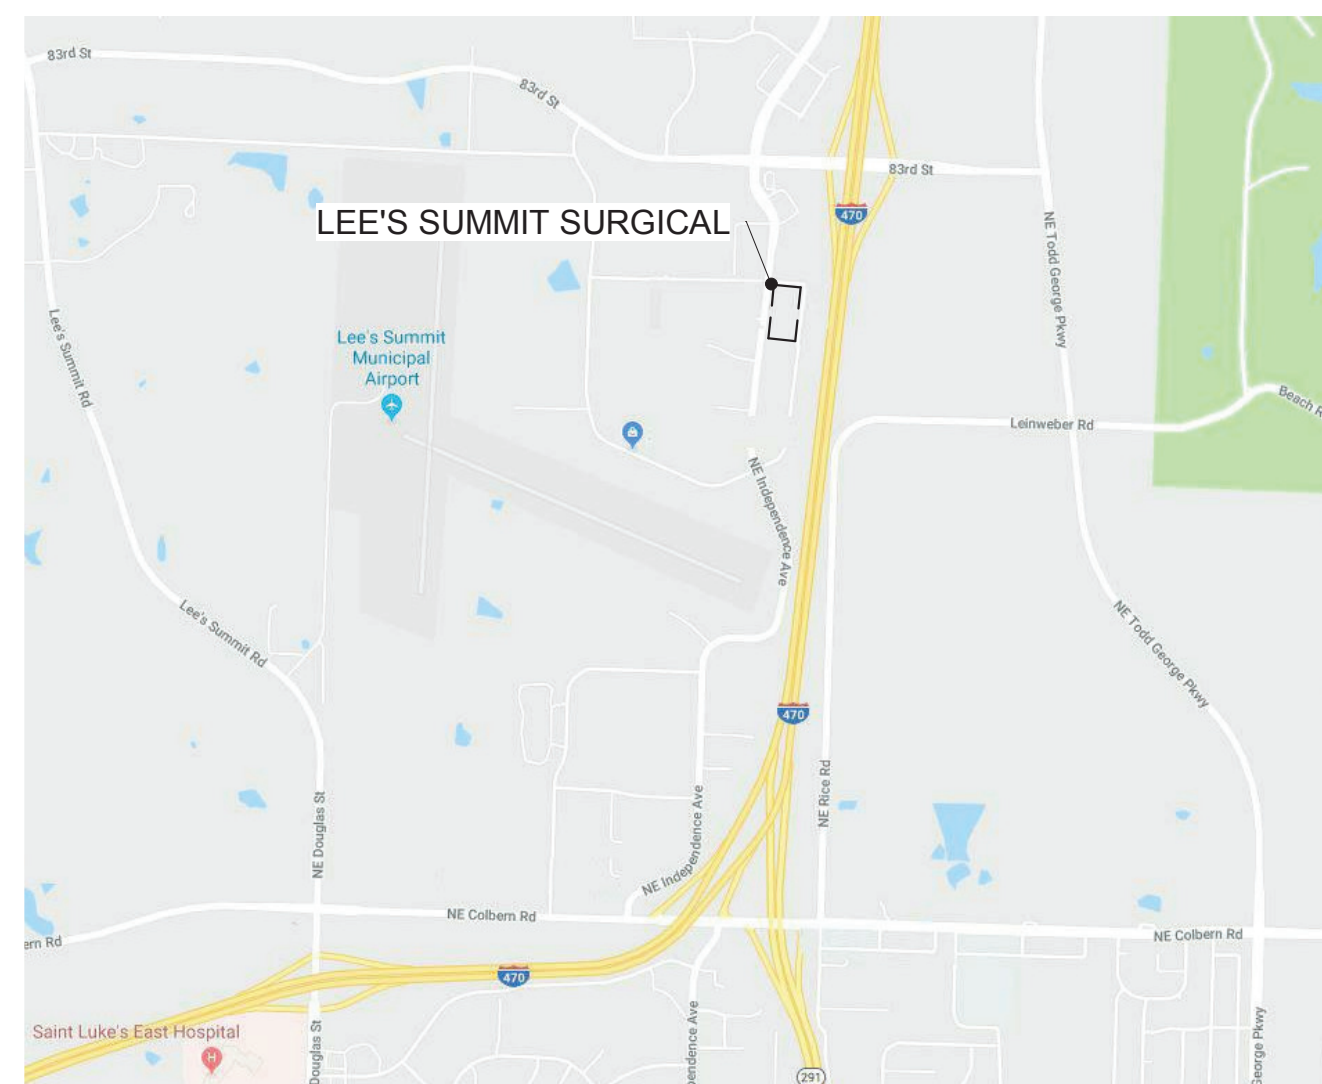 83rd St
83rd St
83rd St
470
LEE'S SUMMIT SURGICAL
NE Todd George Pkwy
Lee's Summit Rd
Lee's Summit
Municipal
Airport
Beach R
Leinweber Rd
NE Independence Ave
Lee's Summit Rd
NE Todd George Pkwy
470
NE Rice Rd
NE Douglas St
NE Independence Ave
NE Colbern Rd
ern Rd
NE Colbern Rd
470
Saint Luke's East Hospital
H
Douglas St
pendence Ave
George Pkwy
291